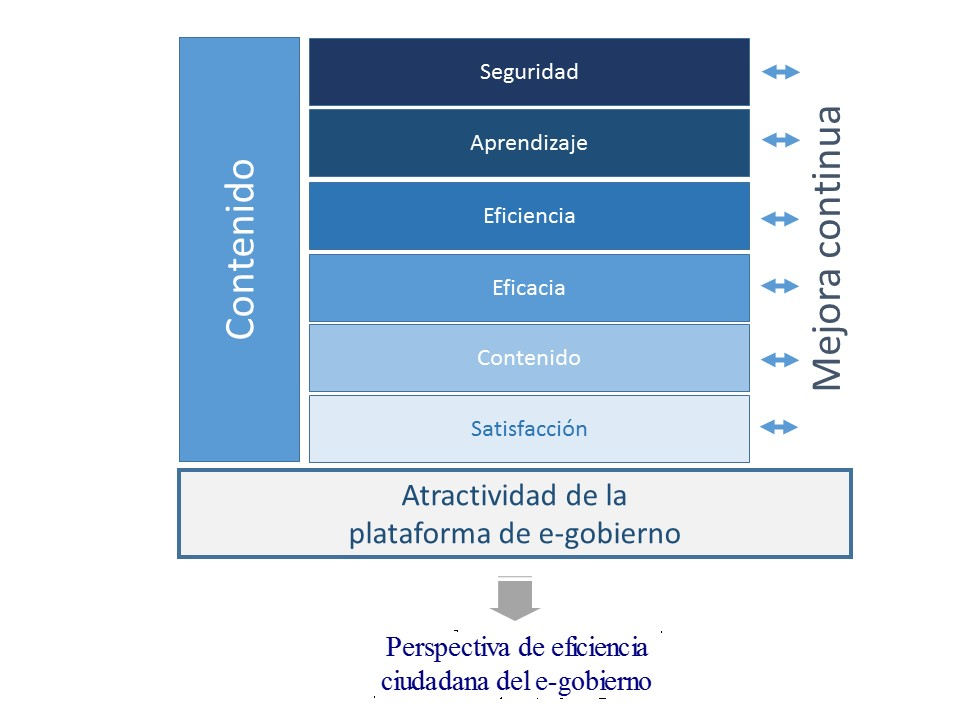 Contenido
Seguridad
Aprendizaje
Eficiencia
Eficacia
Contenido
Satisfacción
Mejora continua
Atractividad de la
plataforma de e-gobierno
Perspectiva de eficiencia
ciudadana del e-gobierno